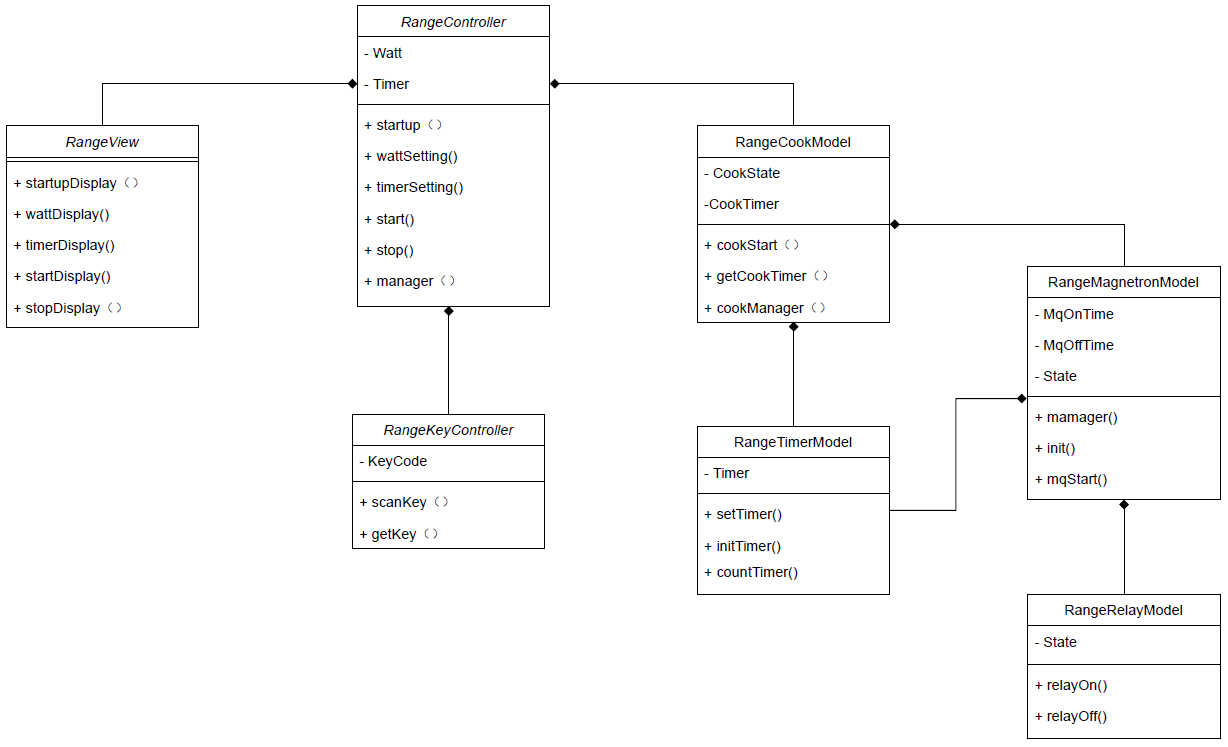 RangeController
- Watt
- Timer
+ startup（）
+ wattSetting()
+ timerSetting()
+ start()
+ stop()
+ manager（）
RangeView
+ startupDisplay（）
+ wattDisplay()
+ timerDisplay()
+ startDisplay()
+ stopDisplay（）
RangeCookModel
- CookState
-CookTimer
+ cookStart（）
+ getCookTimer（）
+ cookManager（）
RangeMagnetronModel
- MqOnTime
- MqOffTime
- State
+ mamager()
+ init()
+ mqStart()
RangeKeyController
- KeyCode
+ scanKey（）
+ getKey（）
RangeTimerModel
- Timer
+ setTimer()
+ initTimer()
+ countTimer()
RangeRelayModel
- State
+ relayOn()
+ relayOff()